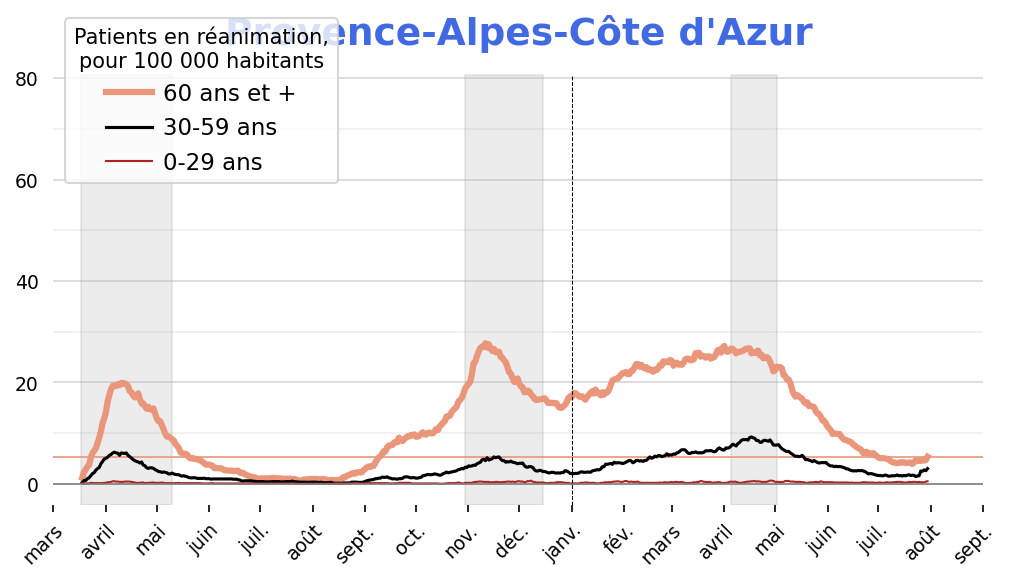 Provence-Alpes-Côte d'Azur
Patients en réanimation,
pour 100 000 habitants
60 ans et +
30-59 ans
0-29 ans
80
60
40
20
0
mars
avril
mai
juin
juil.
août
sept.
oct.
nov.
déc.
janv.
fév.
mars
avril
mai
juin
juil.
août
sept.